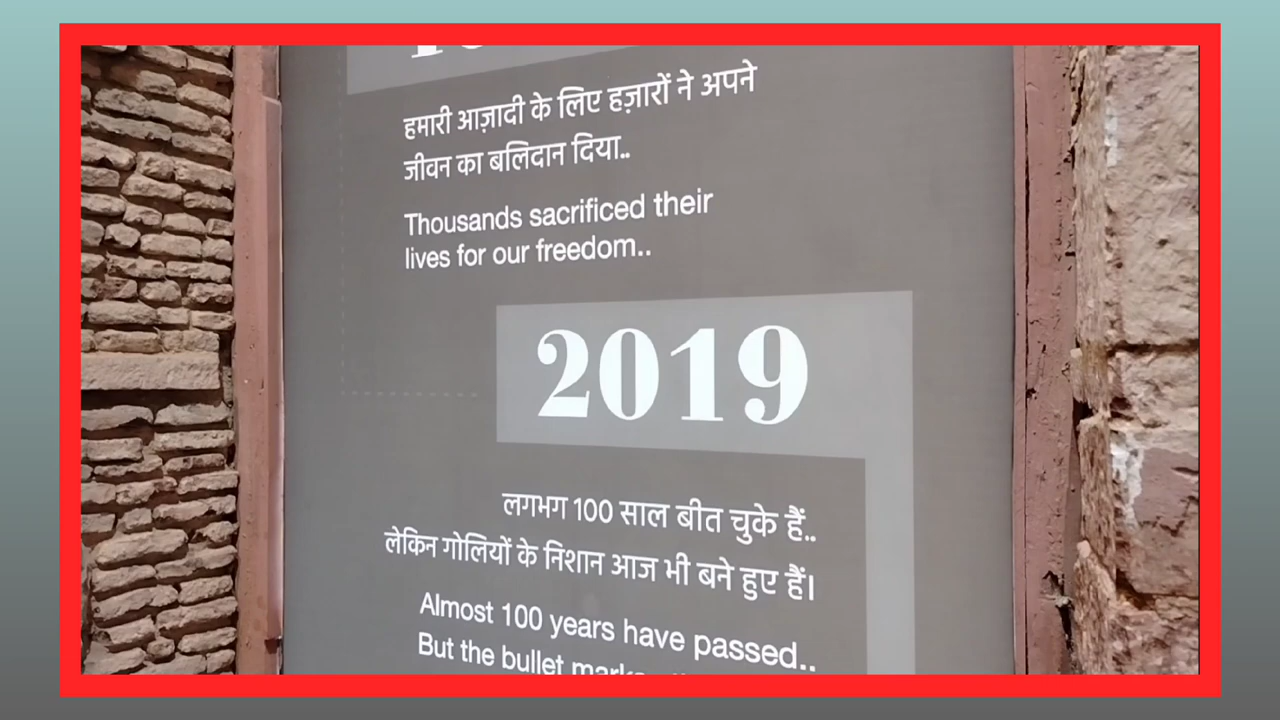 हमारी आज़ादी के लिए हज़ारों ने अपने
जीवन का बलिदान दिया..
Thousands sacrificed their
lives for our freedom..
2019
लगभग 100 साल बीत चुके हैं..
लेकिन गोलियों के निशान आज भी बने हुए हैं।
Almost 100 years have passed..
But the bullet marks